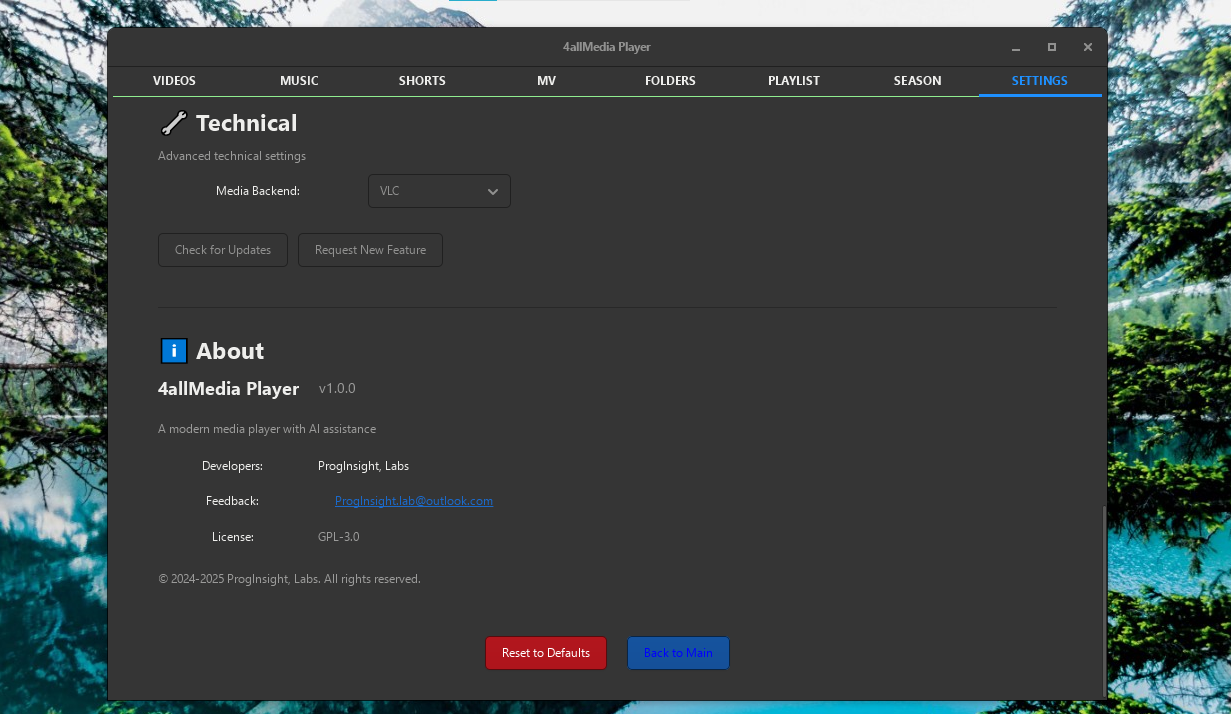 4allMedia Player
VIDEOS MUSIC SHORTS MV FOLDERS PLAYLIST SEASON SETTINGS
Technical
Advanced technical settings
Media Backend: VLC
Check for Updates Request New Feature
i About
4allMedia Player v1.0.0
A modern media player with AI assistance
Developers: ProgInsight, Labs
Feedback: ProgInsight.lab@outlook.com
License: GPL-3.0
© 2024-2025 ProgInsight, Labs. All rights reserved.
Reset to Defaults Back to Main